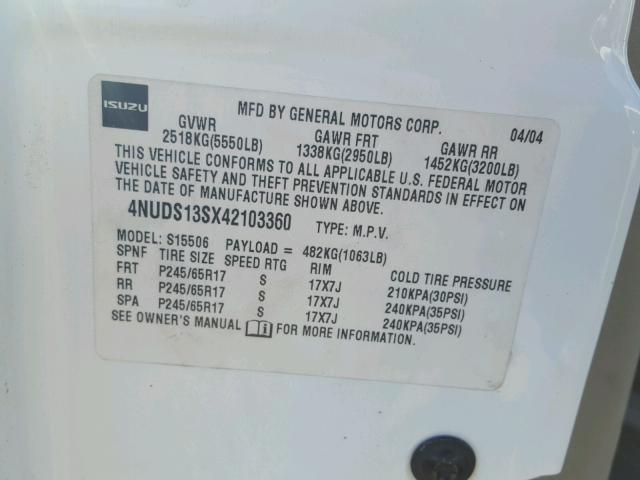 ISUZU
MFD BY GENERAL MOTORS CORP. 04/04
GVWR GAWR FRT GAWR RR
2518KG(5550LB) 1338KG(2950LB) 1452KG(3200LB)
THIS VEHICLE CONFORMS TO ALL APPLICABLE U.S. FEDERAL MOTOR
VEHICLE SAFETY AND THEFT PREVENTION STANDARDS IN EFFECT ON
THE DATE OF MANUFACTURE SHOWN ABOVE.
4NUDS13SX42103360 TYPE: M.P.V.
MODEL: S15506 PAYLOAD = 482KG(1063LB)
SPNF TIRE SIZE SPEED RTG RIM COLD TIRE PRESSURE
FRT P245/65R17 S 17X7J 210KPA(30PSI)
RR P245/65R17 S 17X7J 240KPA(35PSI)
SPA P245/65R17 S 17X7J 240KPA(35PSI)
SEE OWNER'S MANUAL FOR MORE INFORMATION.